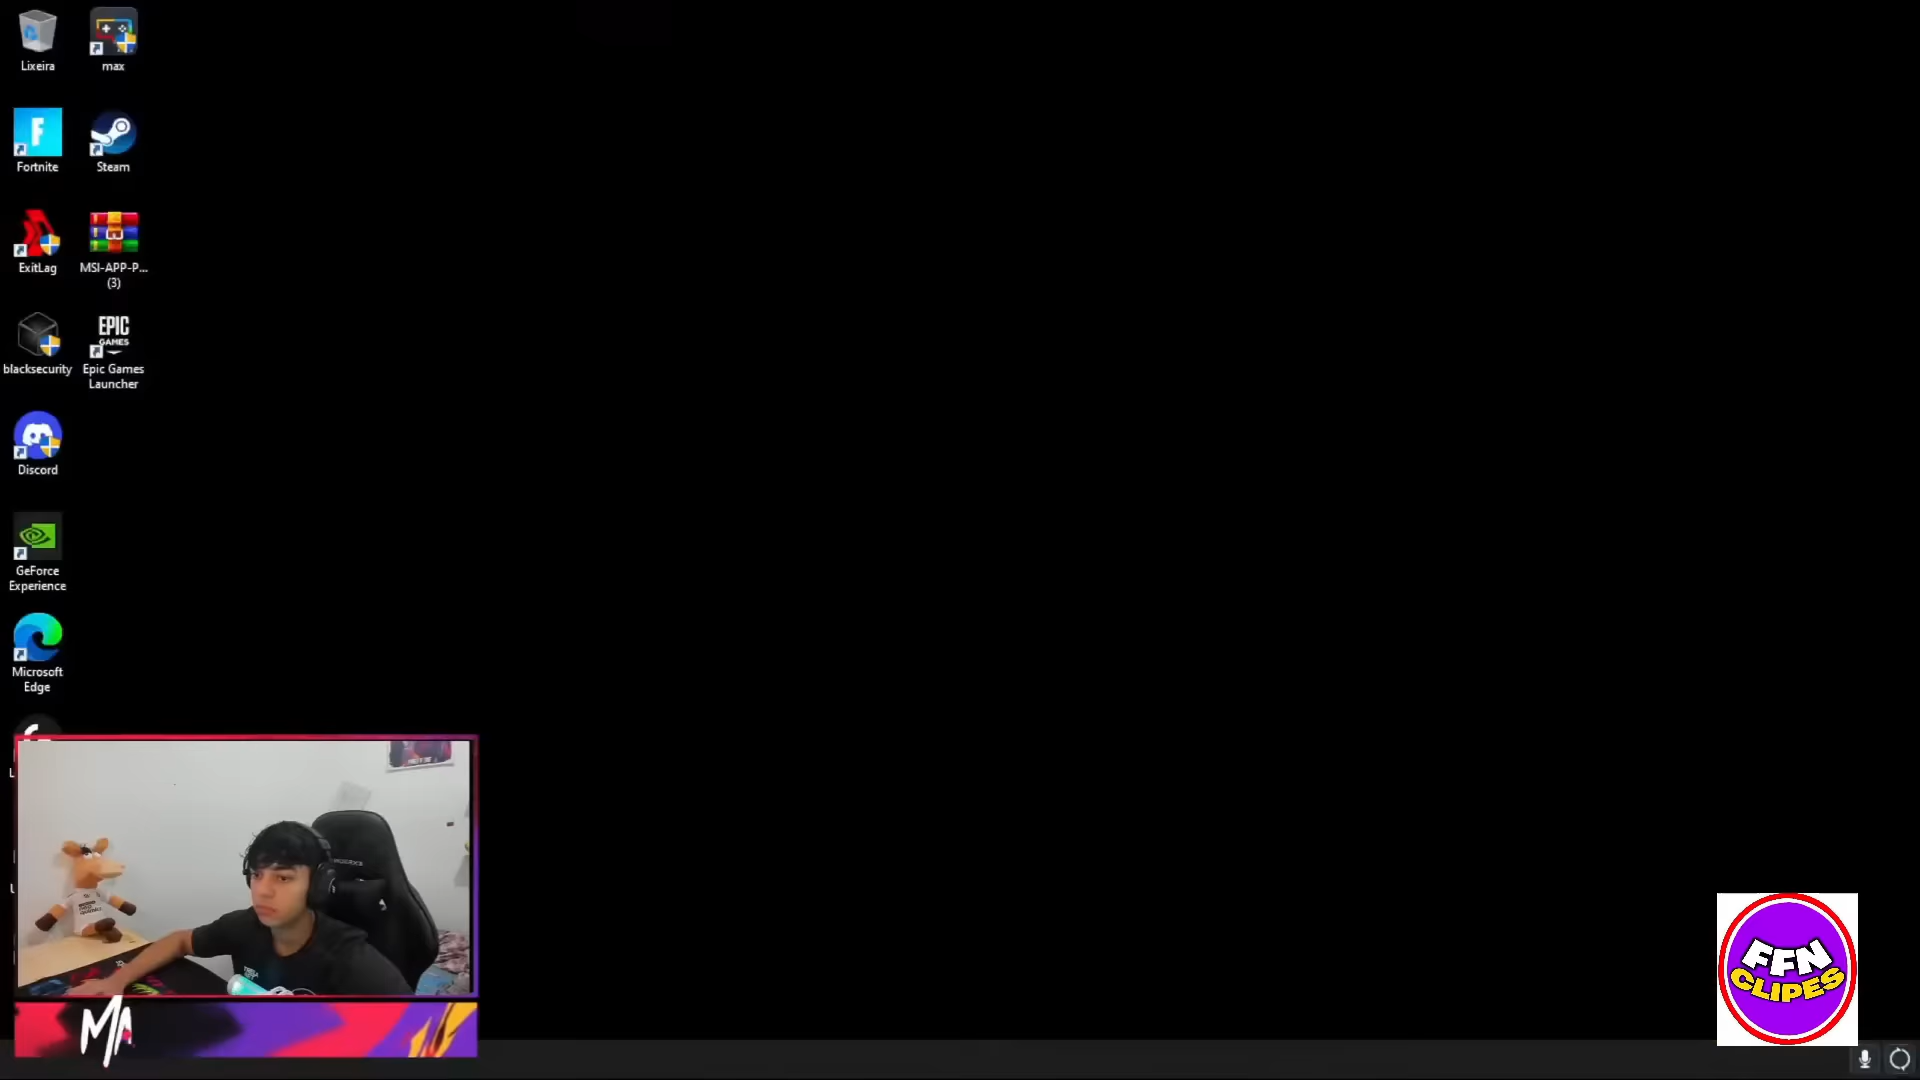 Lixeira
max
Fortnite
Steam
ExitLag
MSI-APP-P...
(3)
blacksecurity
EPIC
GAMES
Epic Games
Launcher
Discord
GeForce
Experience
Microsoft
Edge
MA
FFN
CLIPES